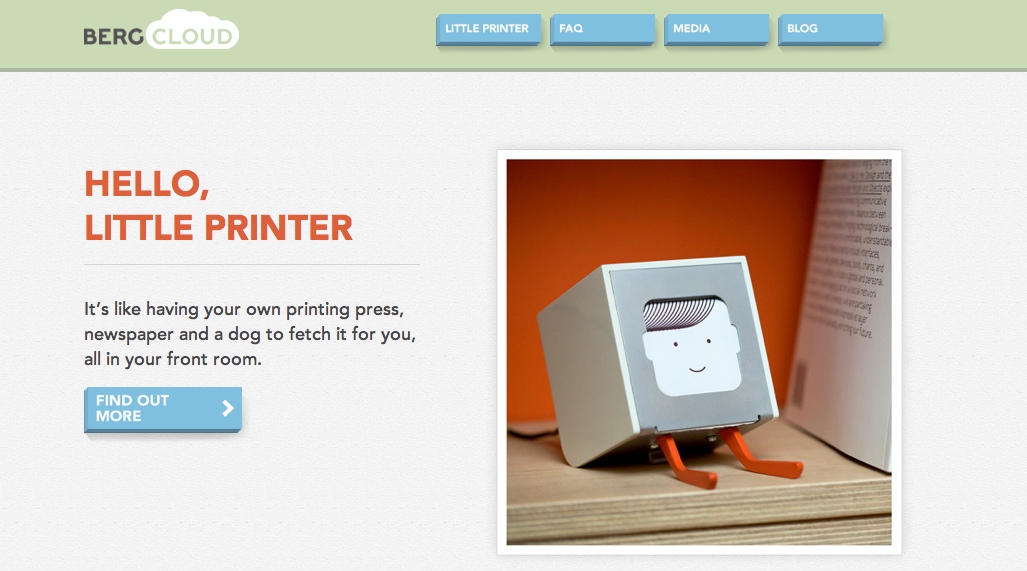 BERG CLOUD
LITTLE PRINTER
FAQ
MEDIA
BLOG
HELLO,
LITTLE PRINTER
It's like having your own printing press,
newspaper and a dog to fetch it for you,
all in your front room.
FIND OUT
MORE